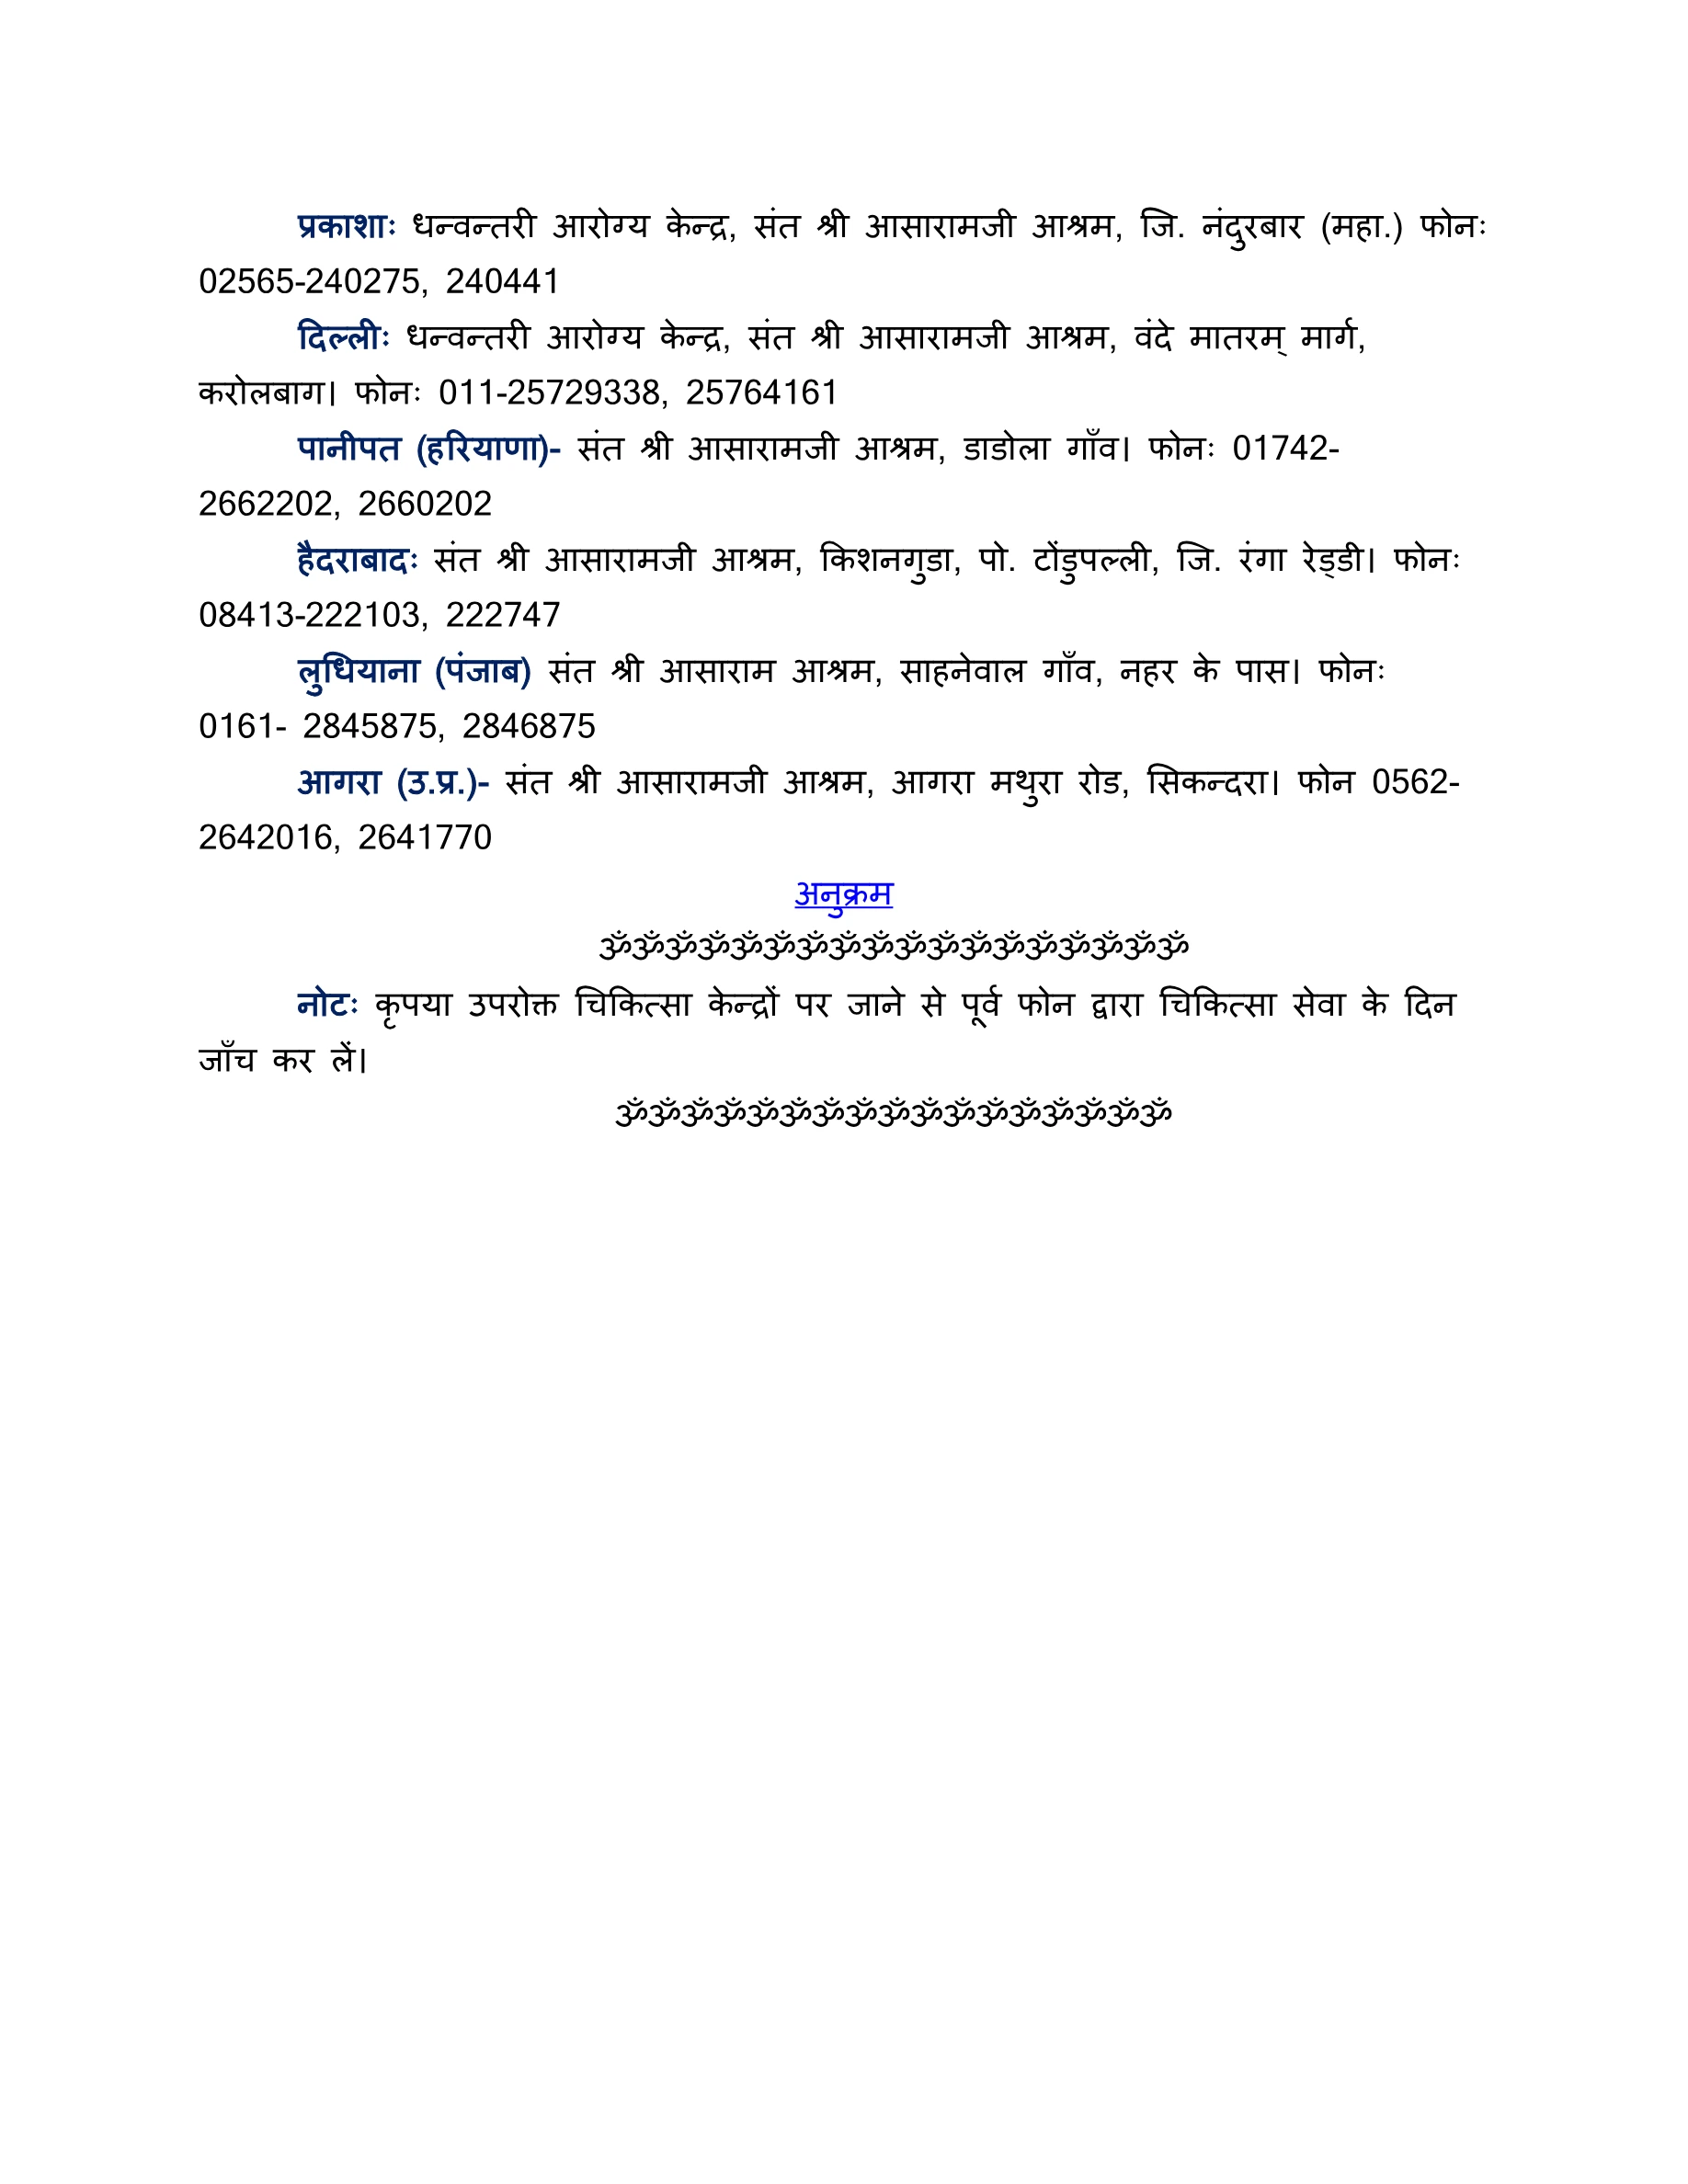 प्रकाशाः धन्वन्तरी आरोग्य केन्द्र, संत श्री आसारामजी आश्रम, जि. नंदुरबार (महा.) फोनः
02565-240275, 240441
दिल्लीः धन्वन्तरी आरोग्य केन्द्र, संत श्री आसारामजी आश्रम, वंदे मातरम् मार्ग,
करोलबाग। फोनः 011-25729338, 25764161
पानीपत (हरियाणा)- संत श्री आसारामजी आश्रम, डाडोला गाँव। फोनः 01742-
2662202, 2660202
हैदराबादः संत श्री आसारामजी आश्रम, किशनगुडा, पो. टोंडुपल्ली, जि. रंगा रेड्डी। फोनः
08413-222103, 222747
लुधियाना (पंजाब) संत श्री आसाराम आश्रम, साहनेवाल गाँव, नहर के पास। फोनः
0161- 2845875, 2846875
आगरा (उ.प्र.)- संत श्री आसारामजी आश्रम, आगरा मथुरा रोड, सिकन्दरा। फोन 0562-
2642016, 2641770
अनुक्रम
ॐॐॐॐॐॐॐॐॐॐॐॐॐॐॐॐॐॐ
नोटः कृपया उपरोक्त चिकित्सा केन्द्रों पर जाने से पूर्व फोन द्वारा चिकित्सा सेवा के दिन
जाँच कर लें।
ॐॐॐॐॐॐॐॐॐॐॐॐॐॐॐॐॐ